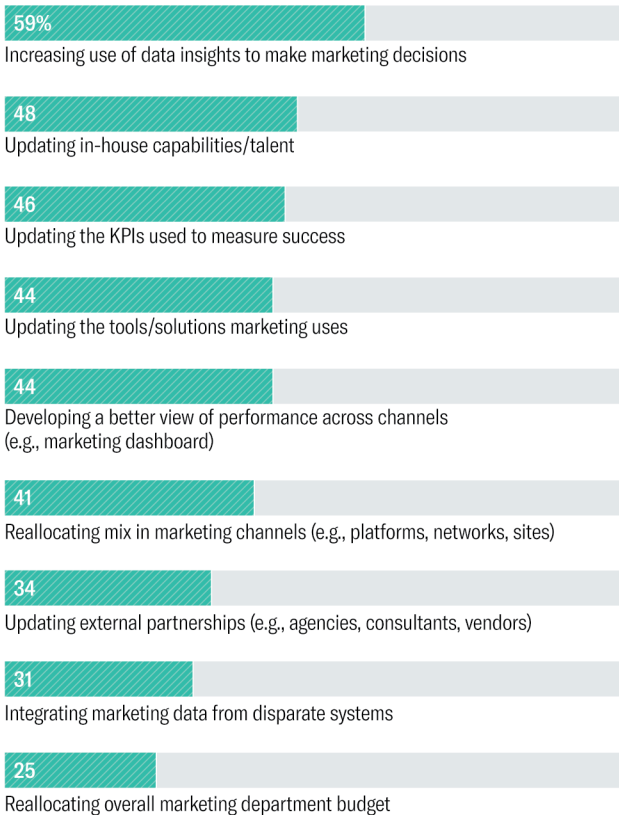 59%
Increasing use of data insights to make marketing decisions
48
Updating in-house capabilities/talent
46
Updating the KPIs used to measure success
44
Updating the tools/solutions marketing uses
44
Developing a better view of performance across channels
(e.g., marketing dashboard)
41
Reallocating mix in marketing channels (e.g., platforms, networks, sites)
34
Updating external partnerships (e.g., agencies, consultants, vendors)
31
Integrating marketing data from disparate systems
25
Reallocating overall marketing department budget